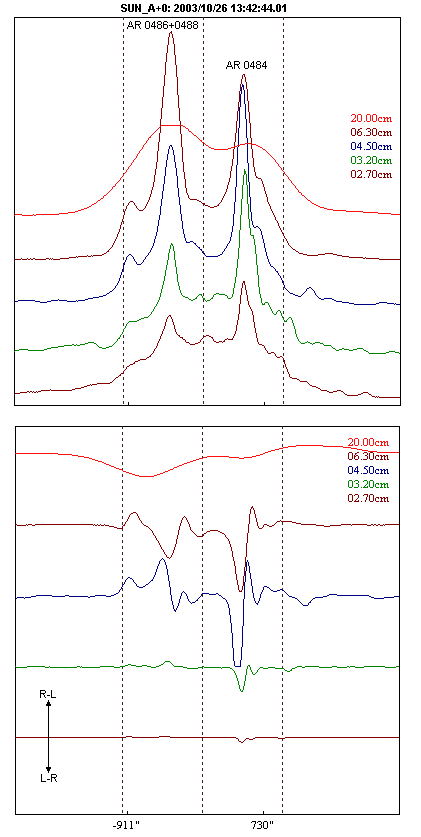 SUN_A+0: 2003/10/26 13:42:44.01
AR 0486+0488
AR 0484
20.00cm
06.30cm
04.50cm
03.20cm
02.70cm
20.00cm
06.30cm
04.50cm
03.20cm
02.70cm
R-L
L-R
-911" 730"